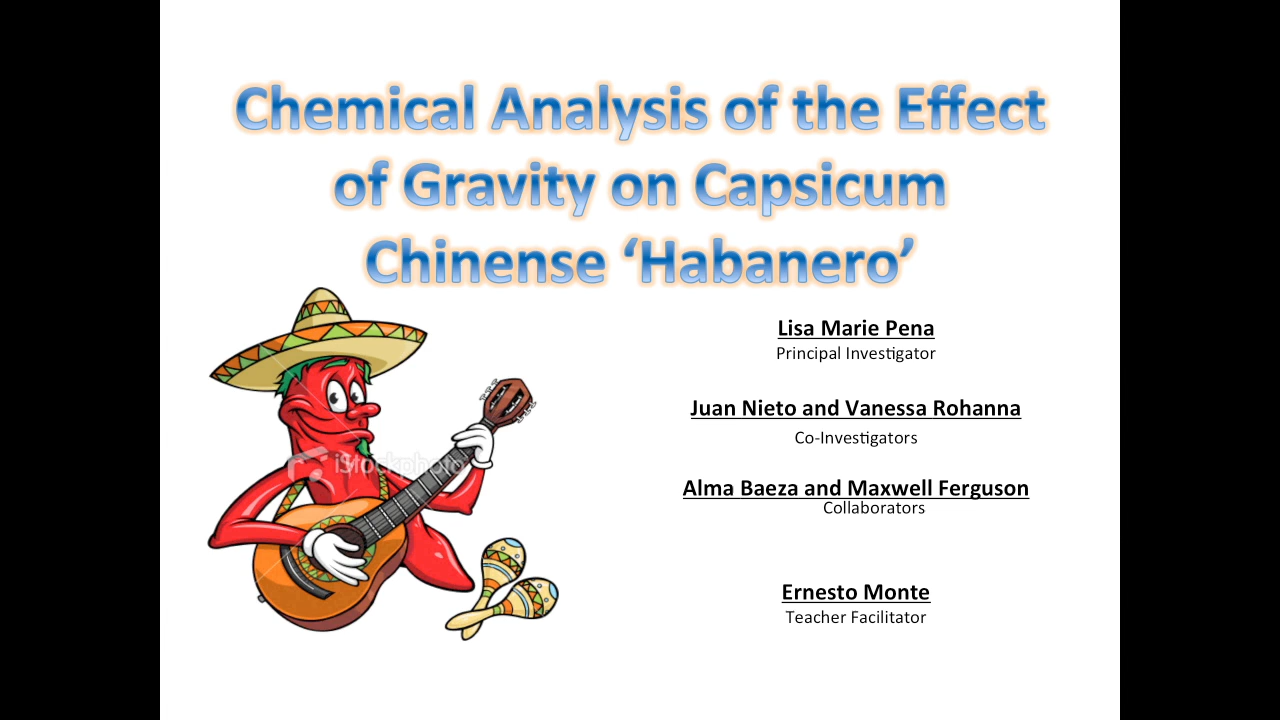 Chemical Analysis of the Effect
of Gravity on Capsicum
Chinense ‘Habanero’
Lisa Marie Pena
Principal Investigator
Juan Nieto and Vanessa Rohanna
Co-Investigators
iStockphoto
Alma Baeza and Maxwell Ferguson
Collaborators
Ernesto Monte
Teacher Facilitator